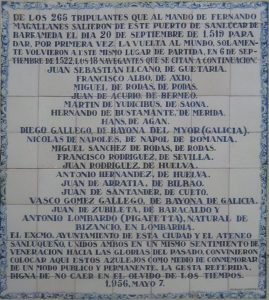 DE LOS 265 TRIPULANTES QUE AL MANDO DE FERNANDO
MAGALLANES SALIERON DE ESTE PUERTO DE SANLUCAR DE
BARRAMEDA EL DIA 20 DE SEPTIEMBRE DE 1.519 PARA
DAR, POR PRIMERA VEZ, LA VUELTA AL MUNDO, SOLAMEN-
TE VOLVIERON A ESTE MISMO LUGAR DE PARTIDA, EN 6 DE SEP-
TIEMBRE DE 1.522, LOS 18 NAVEGANTES QUE SE CITAN A CONTINUACION:
JUAN SEBASTIAN ELCANO, DE GUETARIA.
FRANCISCO ALBO, DE AXIO.
MIGUEL DE RODAS, DE RODAS.
JUAN DE ACURIO, DE BERMEO.
MARTIN DE YUDICIBUS, DE SAONA.
HERNANDO DE BUSTAMANTE, DE MERIDA.
HANS, DE AGAN.
DIEGO GALLEGO, DE BAYONA DEL MYOR (GALICIA).
NICOLAS DE NAPOLES, DE NAPOL DE ROMANIA.
MIGUEL SANCHEZ DE RODAS, DE RODAS.
FRANCISCO RODRIGUEZ, DE SEVILLA.
JUAN RODRIGUEZ, DE HUELVA.
ANTONIO HERNANDEZ, DE HUELVA.
JUAN DE ARRATIA, DE BILBAO.
JUAN DE SANTANDER, DE CUETO.
VASCO GOMEZ GALLEGO, DE BAYONA DE GALICIA
JUAN DE ZUBILETA, DE BARACALDO Y
ANTONIO LOMBARDO (PIGAFETTA), NATURAL DE
BIZANCIO, EN LOMBARDIA.
EL EXCMO. AYUNTAMIENTO DE ESTA CIUDAD Y EL ATENEO
SANLUQUEÑO, UNIDOS AMBOS EN UN MISMO SENTIMIENTO DE
VENERACION HACIA LAS GLORIAS DEL PASADO CONVINIERON
COLOCAR AQUI ESTOS AZULEJOS COMO MEDIO DE CONMEMORAR
DE UN MODO PUBLICO Y PERMANENTE, LA GESTA REFERIDA,
DIGNA DE NO CAER EN EL OLVIDO DE LOS TIEMPOS.
1.956, MAYO 7.